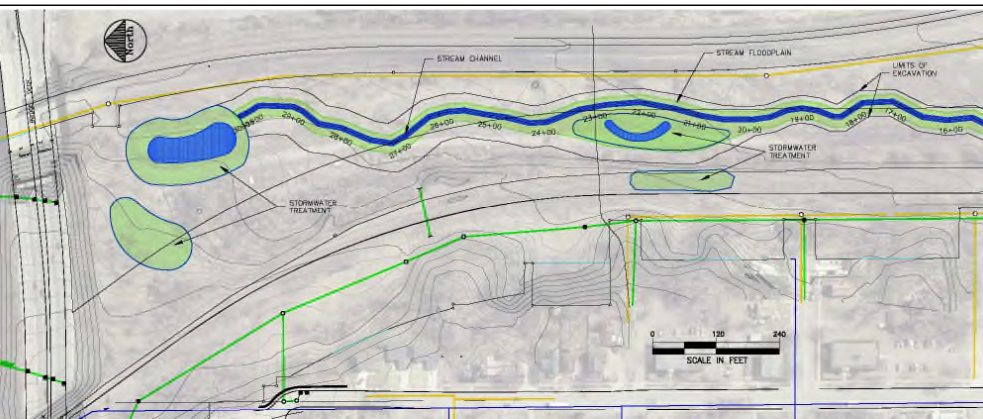 North
STREAM CHANNEL
STREAM FLOODPLAIN
LIMITS OF
EXCAVATION
29+00
28+00
27+00
26+00
25+00
24+00
23+00
22+00
21+00
20+00
19+00
18+00
17+00
16+00
STORMWATER
TREATMENT
STORMWATER
TREATMENT
0 120 240
SCALE IN FEET